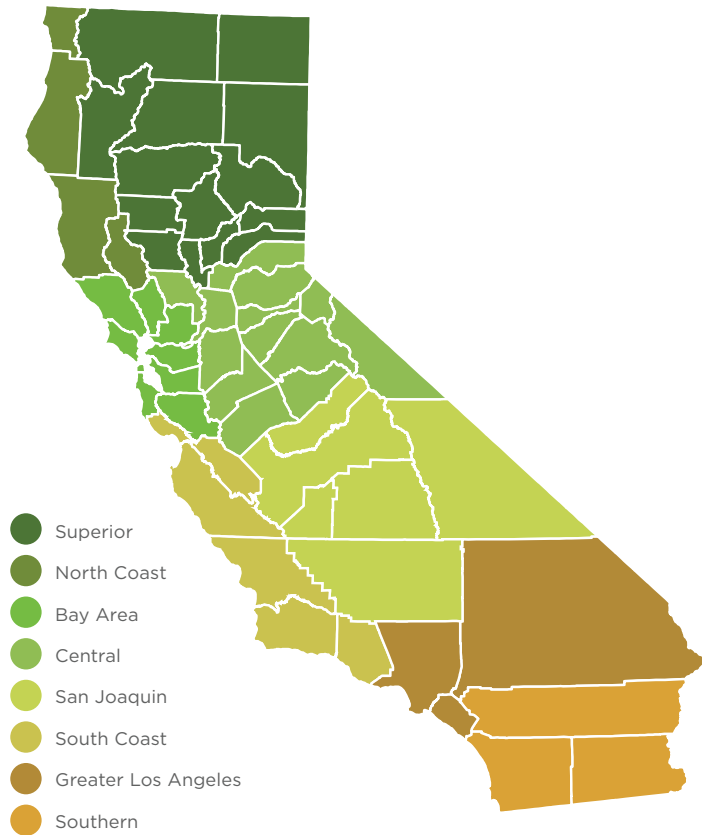 Superior
North Coast
Bay Area
Central
San Joaquin
South Coast
Greater Los Angeles
Southern